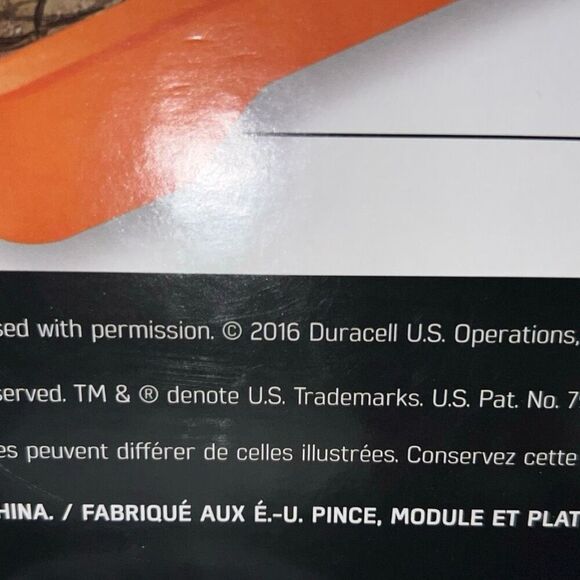 sed with permission. © 2016 Duracell U.S. Operations,
served. TM & ® denote U.S. Trademarks. U.S. Pat. No. 7
es peuvent différer de celles illustrées. Conservez cette
HINA. / FABRIQUÉ AUX É.-U. PINCE, MODULE ET PLAT